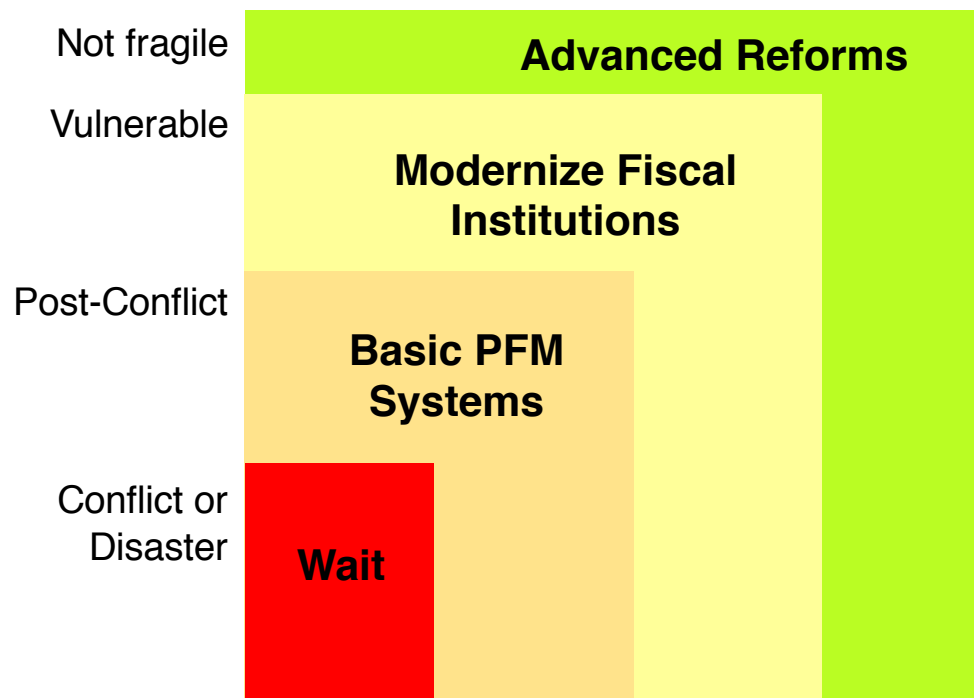 Not fragile
Advanced Reforms
Vulnerable
Modernize Fiscal
Institutions
Post-Conflict
Basic PFM
Systems
Conflict or
Disaster
Wait